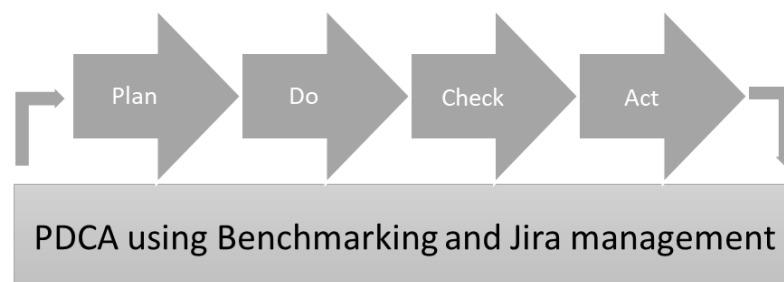 Plan
Do
Check
Act
PDCA using Benchmarking and Jira management